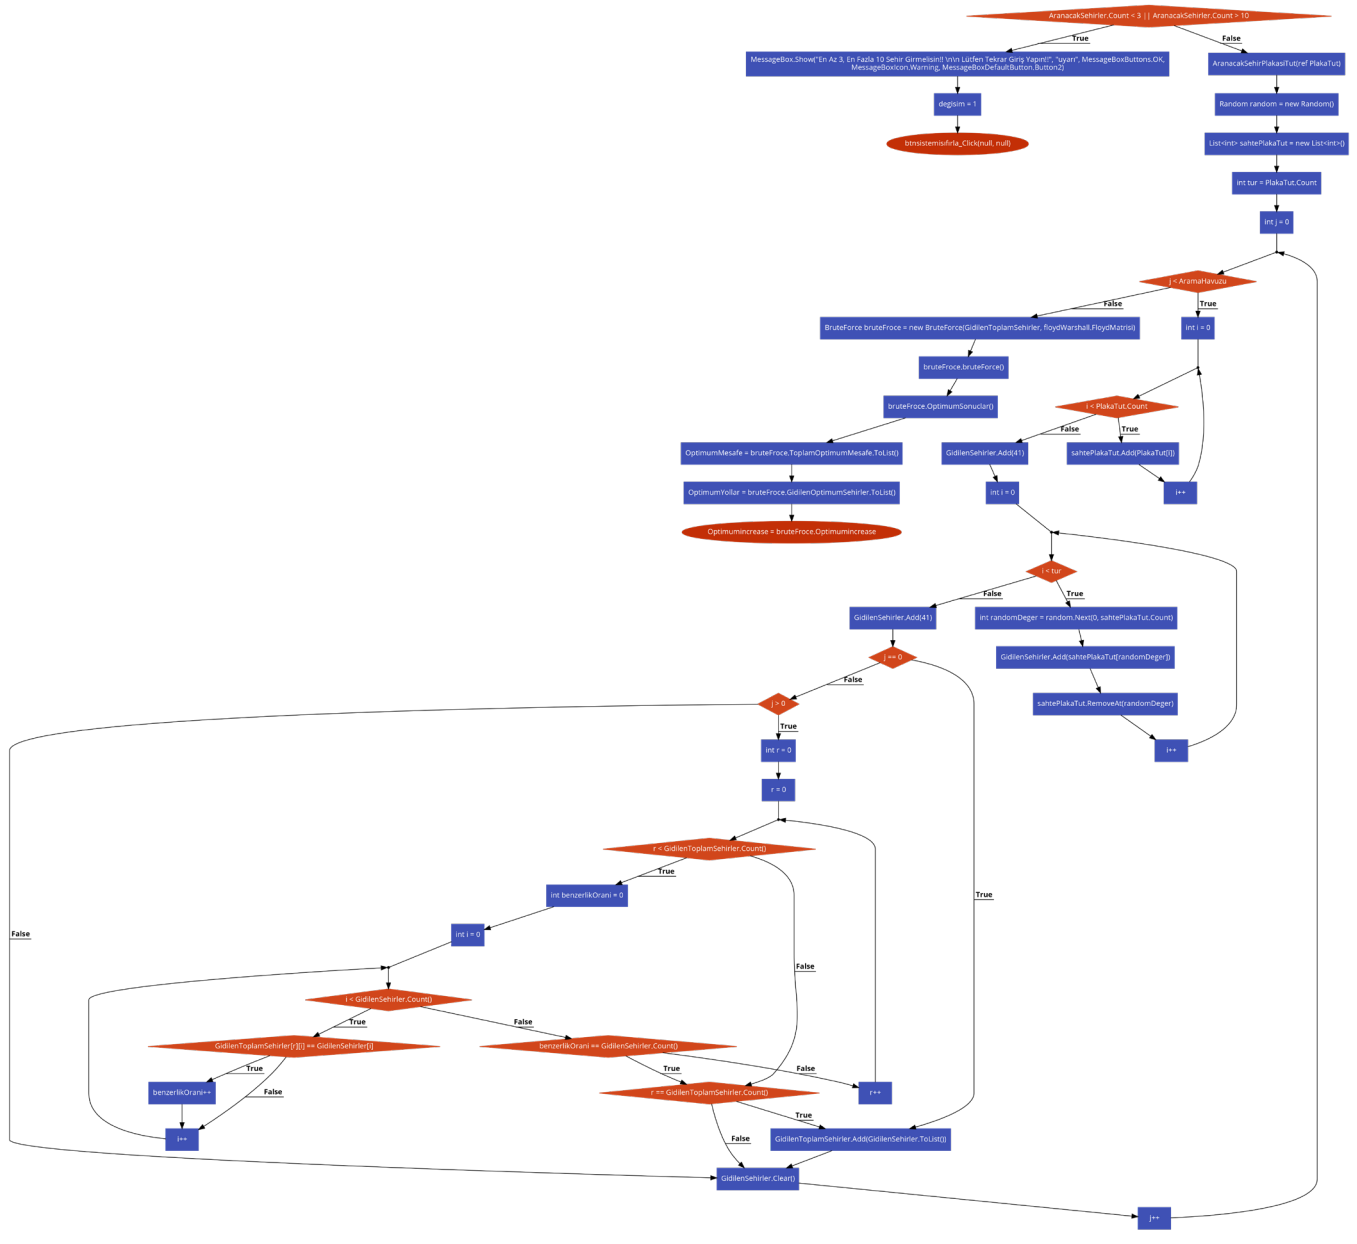 AranacakSehirler.Count < 3 || AranacakSehirler.Count > 10
True
False
MessageBox.Show("En Az 3, En Fazla 10 Sehir Girmelisin!! \n\n Lütfen Tekrar Giriş Yapın!!", "uyarı", MessageBoxButtons.OK,
MessageBoxIcon.Warning, MessageBoxDefaultButton.Button2)
AranacakSehirPlakasiTut(ref PlakaTut)
degisim = 1
Random random = new Random()
btnsistemisifirla_Click(null, null)
List<int> sahtePlakaTut = new List<int>()
int tur = PlakaTut.Count
int j = 0
j < AramaHavuzu
False
True
BruteForce bruteFroce = new BruteForce(GidilenToplamSehirler, floydWarshall.FloydMatrisi)
int i = 0
bruteFroce.bruteForce()
bruteFroce.OptimumSonuclar()
i < PlakaTut.Count
False
True
OptimumMesafe = bruteFroce.ToplamOptimumMesafe.ToList()
GidilenSehirler.Add(41)
sahtePlakaTut.Add(PlakaTut[i])
OptimumYollar = bruteFroce.GidilenOptimumSehirler.ToList()
int i = 0
i++
Optimumincrease = bruteFroce.Optimumincrease
i < tur
False
True
GidilenSehirler.Add(41)
int randomDeger = random.Next(0, sahtePlakaTut.Count)
j == 0
GidilenSehirler.Add(sahtePlakaTut[randomDeger])
False
j > 0
sahtePlakaTut.RemoveAt(randomDeger)
True
int r = 0
i++
r = 0
r < GidilenToplamSehirler.Count()
True
int benzerlikOrani = 0
True
int i = 0
False
False
i < GidilenSehirler.Count()
True
False
GidilenToplamSehirler[r][i] == GidilenSehirler[i]
benzerlikOrani == GidilenSehirler.Count()
True
True
False
benzerlikOrani++
False
r == GidilenToplamSehirler.Count()
r++
True
i++
False
GidilenToplamSehirler.Add(GidilenSehirler.ToList())
GidilenSehirler.Clear()
j++